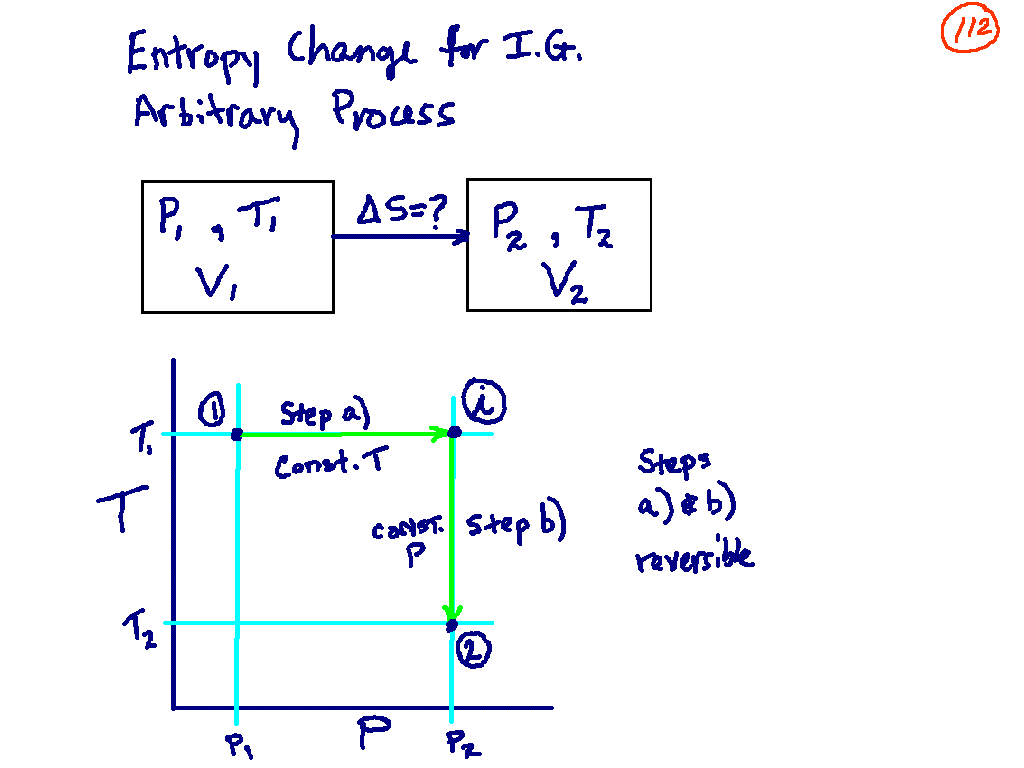 112
Entropy Change for I.G.
Arbitrary Process
P₁ , T₁
V₁
ΔS=?
P₂ , T₂
V₂
① Step a) ⓘ
T₁
Const. T
T
const. Step b)
P
Steps
a) & b)
reversible
T₂
②
P₁ P P₂